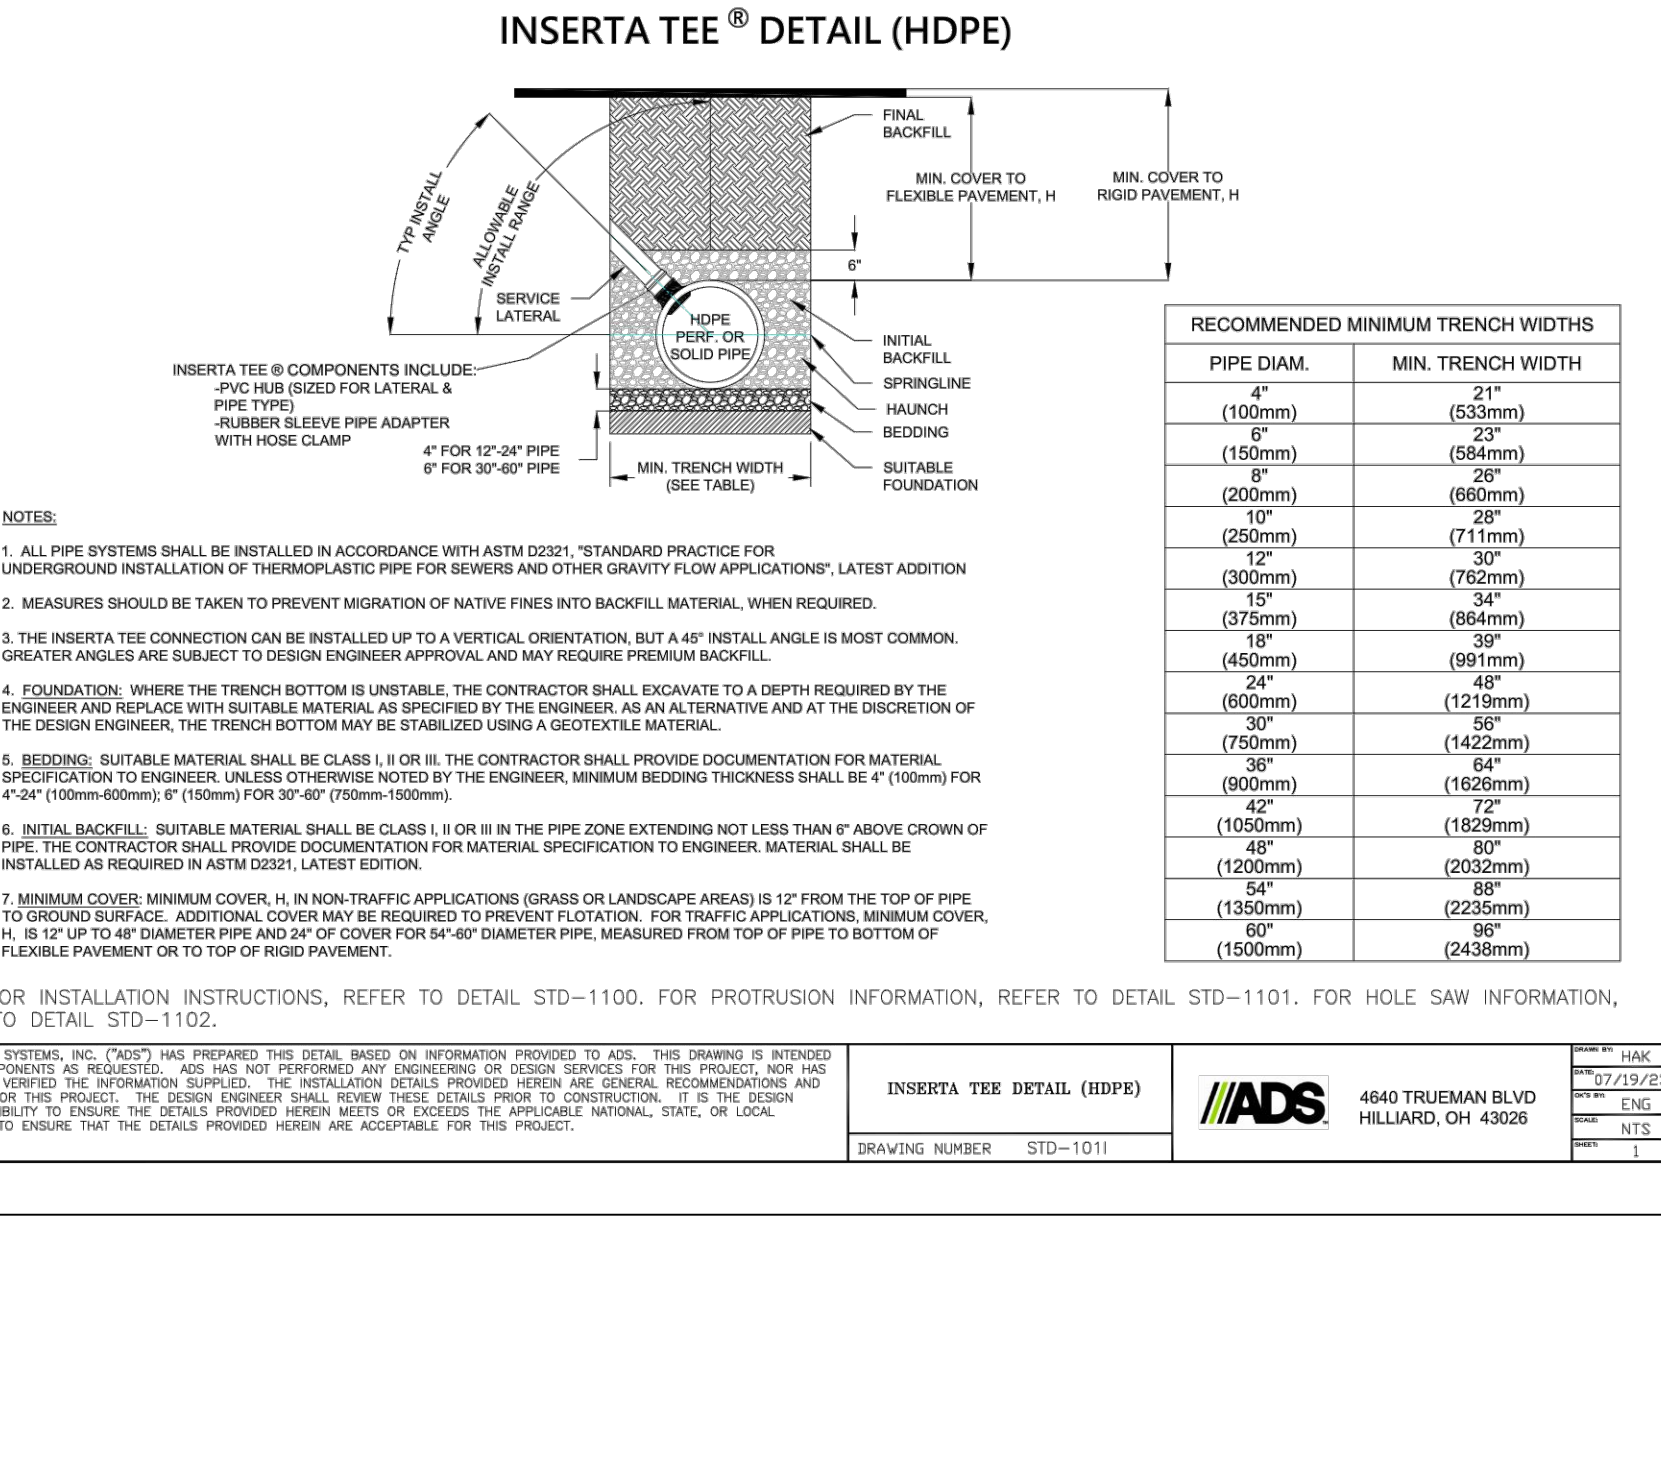 INSERTA TEE ® DETAIL (HDPE)
FINAL
BACKFILL
MIN. COVER TO
FLEXIBLE PAVEMENT, H
MIN. COVER TO
RIGID PAVEMENT, H
TYP INSTALL
ANGLE
ALLOWABLE
INSTALL RANGE
6"
SERVICE
LATERAL
HDPE
PERF. OR
SOLID PIPE
INITIAL
BACKFILL
SPRINGLINE
HAUNCH
BEDDING
SUITABLE
FOUNDATION
INSERTA TEE ® COMPONENTS INCLUDE:
-PVC HUB (SIZED FOR LATERAL &
PIPE TYPE)
-RUBBER SLEEVE PIPE ADAPTER
WITH HOSE CLAMP
4" FOR 12"-24" PIPE
6" FOR 30"-60" PIPE
MIN. TRENCH WIDTH
(SEE TABLE)
RECOMMENDED MINIMUM TRENCH WIDTHS
PIPE DIAM. MIN. TRENCH WIDTH
4" 21"
(100mm) (533mm)
6" 23"
(150mm) (584mm)
8" 26"
(200mm) (660mm)
10" 28"
(250mm) (711mm)
12" 30"
(300mm) (762mm)
15" 34"
(375mm) (864mm)
18" 39"
(450mm) (991mm)
24" 48"
(600mm) (1219mm)
30" 56"
(750mm) (1422mm)
36" 64"
(900mm) (1626mm)
42" 72"
(1050mm) (1829mm)
48" 80"
(1200mm) (2032mm)
54" 88"
(1350mm) (2235mm)
60" 96"
(1500mm) (2438mm)
NOTES:
1. ALL PIPE SYSTEMS SHALL BE INSTALLED IN ACCORDANCE WITH ASTM D2321, "STANDARD PRACTICE FOR
UNDERGROUND INSTALLATION OF THERMOPLASTIC PIPE FOR SEWERS AND OTHER GRAVITY FLOW APPLICATIONS", LATEST ADDITION
2. MEASURES SHOULD BE TAKEN TO PREVENT MIGRATION OF NATIVE FINES INTO BACKFILL MATERIAL, WHEN REQUIRED.
3. THE INSERTA TEE CONNECTION CAN BE INSTALLED UP TO A VERTICAL ORIENTATION, BUT A 45° INSTALL ANGLE IS MOST COMMON.
GREATER ANGLES ARE SUBJECT TO DESIGN ENGINEER APPROVAL AND MAY REQUIRE PREMIUM BACKFILL.
4. FOUNDATION: WHERE THE TRENCH BOTTOM IS UNSTABLE, THE CONTRACTOR SHALL EXCAVATE TO A DEPTH REQUIRED BY THE
ENGINEER AND REPLACE WITH SUITABLE MATERIAL AS SPECIFIED BY THE ENGINEER. AS AN ALTERNATIVE AND AT THE DISCRETION OF
THE DESIGN ENGINEER, THE TRENCH BOTTOM MAY BE STABILIZED USING A GEOTEXTILE MATERIAL.
5. BEDDING: SUITABLE MATERIAL SHALL BE CLASS I, II OR III. THE CONTRACTOR SHALL PROVIDE DOCUMENTATION FOR MATERIAL
SPECIFICATION TO ENGINEER. UNLESS OTHERWISE NOTED BY THE ENGINEER, MINIMUM BEDDING THICKNESS SHALL BE 4" (100mm) FOR
4"-24" (100mm-600mm); 6" (150mm) FOR 30"-60" (750mm-1500mm).
6. INITIAL BACKFILL: SUITABLE MATERIAL SHALL BE CLASS I, II OR III IN THE PIPE ZONE EXTENDING NOT LESS THAN 6" ABOVE CROWN OF
PIPE. THE CONTRACTOR SHALL PROVIDE DOCUMENTATION FOR MATERIAL SPECIFICATION TO ENGINEER. MATERIAL SHALL BE
INSTALLED AS REQUIRED IN ASTM D2321, LATEST EDITION.
7. MINIMUM COVER: MINIMUM COVER, H, IN NON-TRAFFIC APPLICATIONS (GRASS OR LANDSCAPE AREAS) IS 12" FROM THE TOP OF PIPE
TO GROUND SURFACE. ADDITIONAL COVER MAY BE REQUIRED TO PREVENT FLOTATION. FOR TRAFFIC APPLICATIONS, MINIMUM COVER,
H, IS 12" UP TO 48" DIAMETER PIPE AND 24" OF COVER FOR 54"-60" DIAMETER PIPE, MEASURED FROM TOP OF PIPE TO BOTTOM OF
FLEXIBLE PAVEMENT OR TO TOP OF RIGID PAVEMENT.
OR INSTALLATION INSTRUCTIONS, REFER TO DETAIL STD-1100. FOR PROTRUSION INFORMATION, REFER TO DETAIL STD-1101. FOR HOLE SAW INFORMATION,
TO DETAIL STD-1102.
SYSTEMS, INC. ("ADS") HAS PREPARED THIS DETAIL BASED ON INFORMATION PROVIDED TO ADS. THIS DRAWING IS INTENDED
PONENTS AS REQUESTED. ADS HAS NOT PERFORMED ANY ENGINEERING OR DESIGN SERVICES FOR THIS PROJECT, NOR HAS
VERIFIED THE INFORMATION SUPPLIED. THE INSTALLATION DETAILS PROVIDED HEREIN ARE GENERAL RECOMMENDATIONS AND
OR THIS PROJECT. THE DESIGN ENGINEER SHALL REVIEW THESE DETAILS PRIOR TO CONSTRUCTION. IT IS THE DESIGN
IBILITY TO ENSURE THE DETAILS PROVIDED HEREIN MEETS OR EXCEEDS THE APPLICABLE NATIONAL, STATE, OR LOCAL
TO ENSURE THAT THE DETAILS PROVIDED HEREIN ARE ACCEPTABLE FOR THIS PROJECT.
INSERTA TEE DETAIL (HDPE)
DRAWING NUMBER STD-101I
ADS
4640 TRUEMAN BLVD
HILLIARD, OH 43026
DRAWN BY: HAK
DATE: 07/19/2
OK'S BY: ENG
SCALE: NTS
SHEET: 1